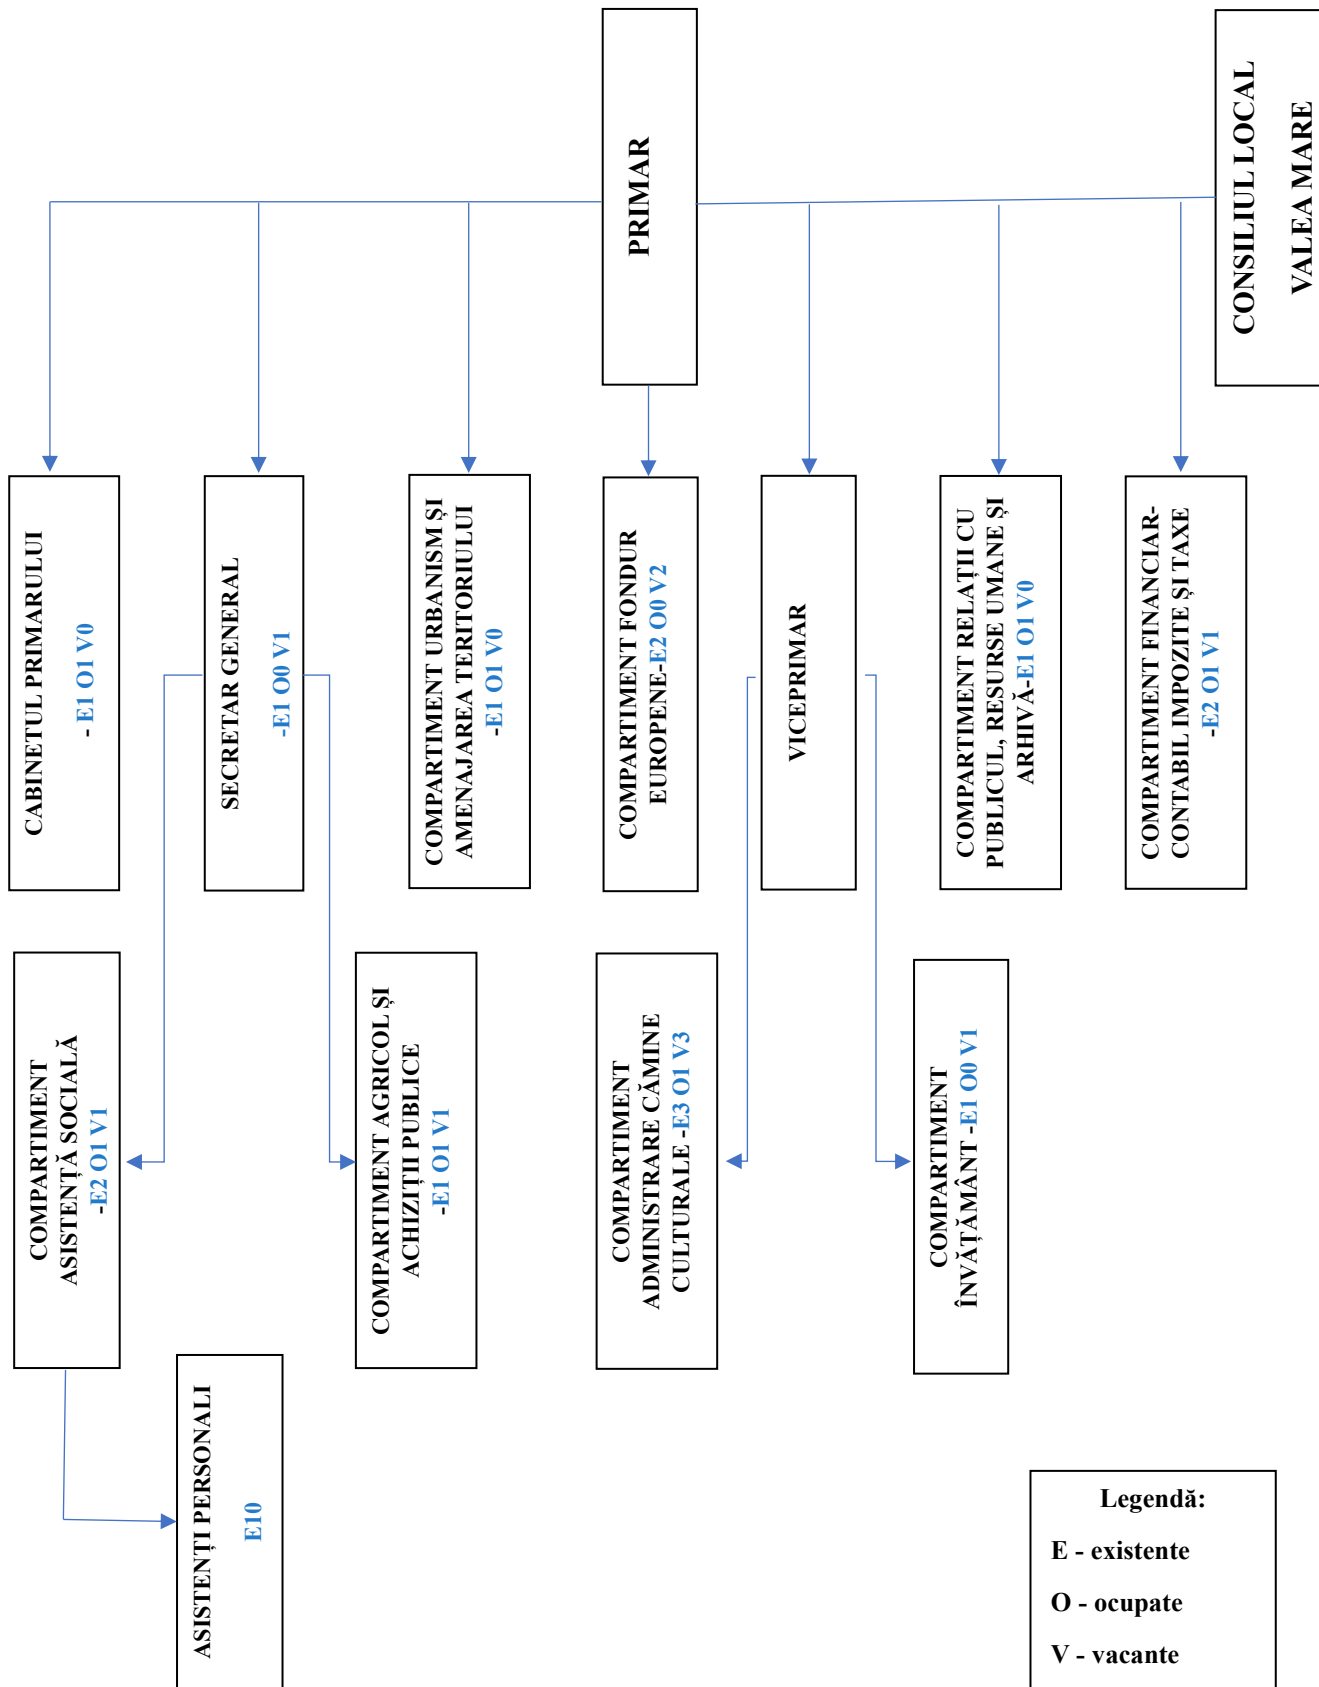 CONSILIUL LOCAL
VALEA MARE
PRIMAR
CABINETUL PRIMARULUI
- E1 O1 V0
SECRETAR GENERAL
-E1 O0 V1
COMPARTIMENT URBANISM ȘI
AMENAJAREA TERITORIULUI
-E1 O1 V0
COMPARTIMENT FONDUR
EUROPENE-E2 O0 V2
VICEPRIMAR
COMPARTIMENT RELAȚII CU
PUBLICUL, RESURSE UMANE ȘI
ARHIVĂ-E1 O1 V0
COMPARTIMENT FINANCIAR-
CONTABIL IMPOZITE ȘI TAXE
-E2 O1 V1
COMPARTIMENT
ASISTENȚĂ SOCIALĂ
-E2 O1 V1
COMPARTIMENT AGRICOL ȘI
ACHIZIȚII PUBLICE
-E1 O1 V1
COMPARTIMENT
ADMINISTRARE CĂMINE
CULTURALE -E3 O1 V3
COMPARTIMENT
ÎNVĂȚĂMÂNT -E1 O0 V1
ASISTENȚI PERSONALI
E10
Legendă:
E - existente
O - ocupate
V - vacante